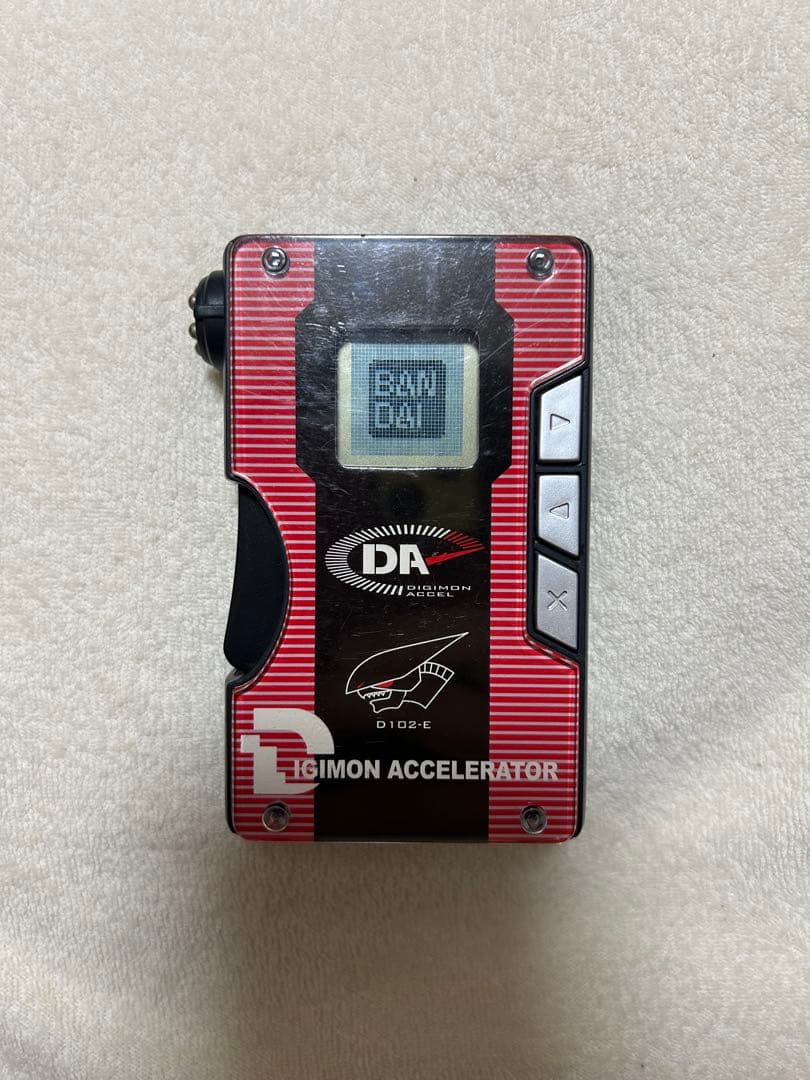 BAN
DAI
DA
DIGIMON
ACCEL
D102-E
DIGIMON ACCELERATOR